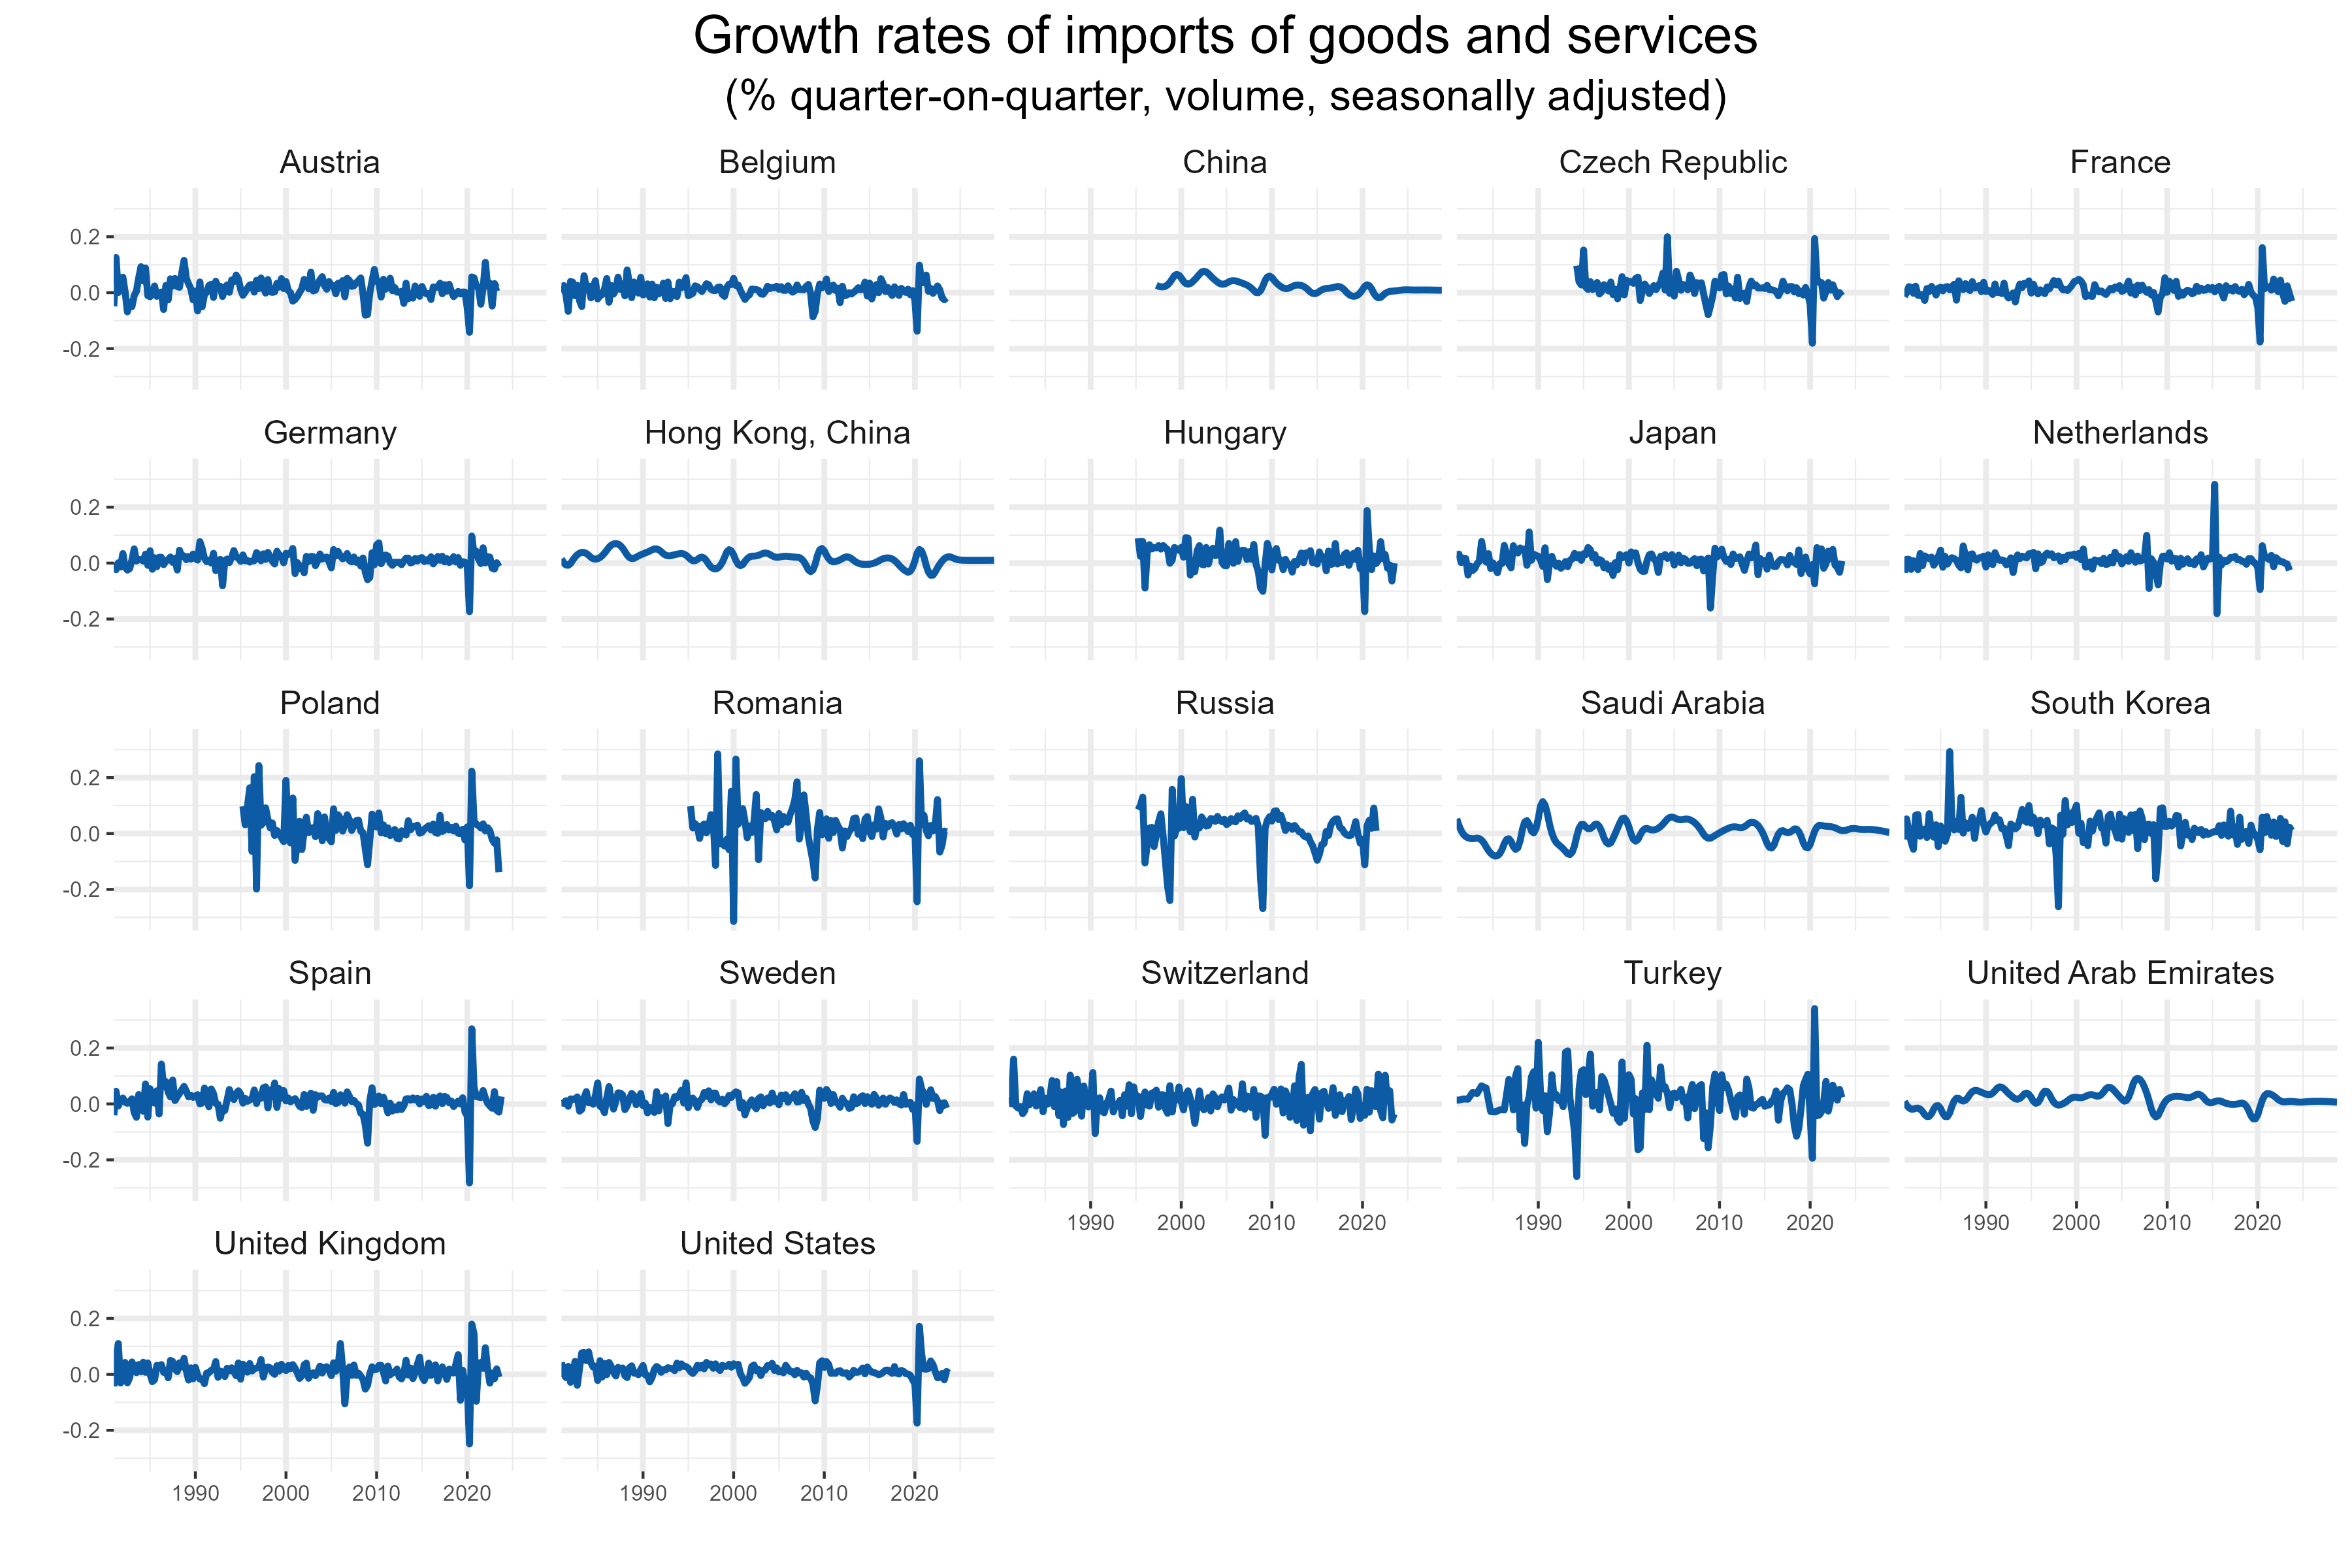 Growth rates of imports of goods and services
(% quarter-on-quarter, volume, seasonally adjusted)
Austria Belgium China Czech Republic France
0.2
0.0
-0.2
Germany Hong Kong, China Hungary Japan Netherlands
0.2
0.0
-0.2
Poland Romania Russia Saudi Arabia South Korea
0.2
0.0
-0.2
Spain Sweden Switzerland Turkey United Arab Emirates
0.2
0.0
-0.2
1990 2000 2010 2020 1990 2000 2010 2020 1990 2000 2010 2020
United Kingdom United States
0.2
0.0
-0.2
1990 2000 2010 2020 1990 2000 2010 2020